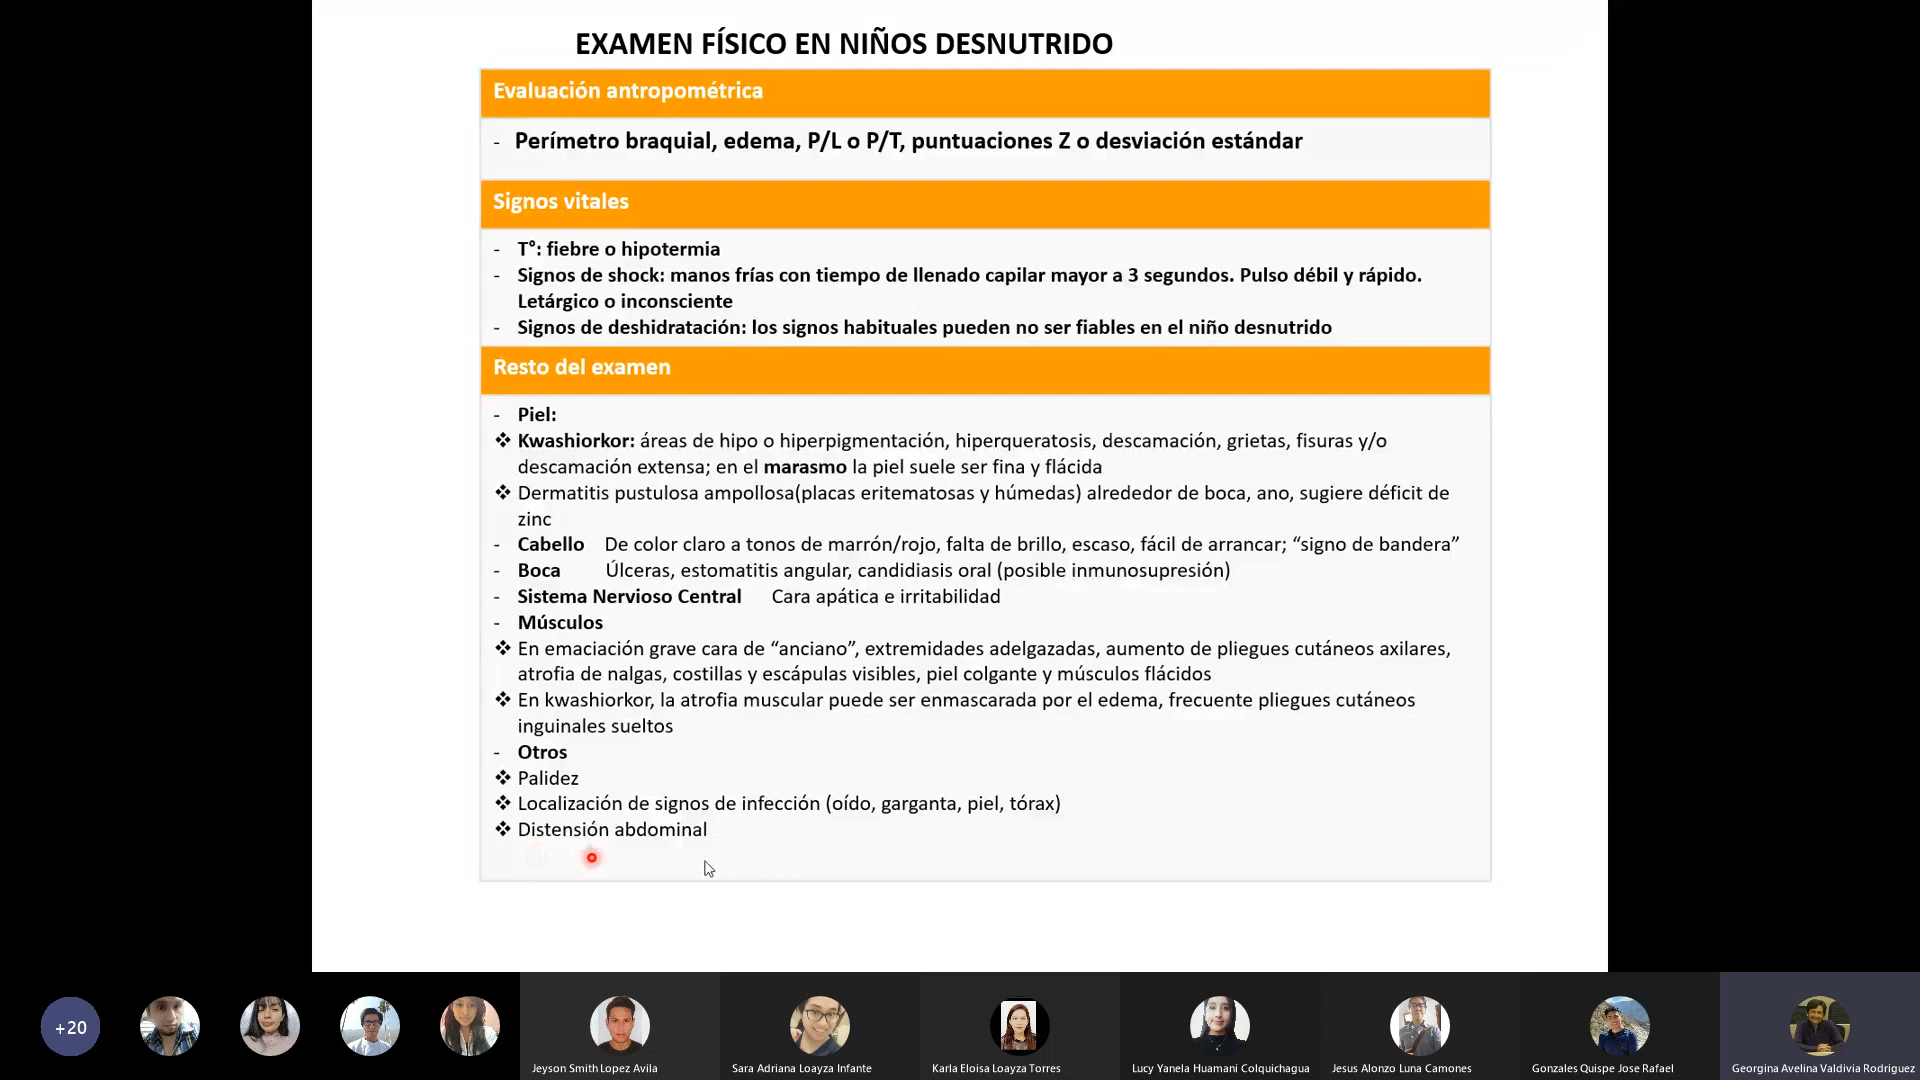 EXAMEN FÍSICO EN NIÑOS DESNUTRIDO
Evaluación antropométrica
- Perímetro braquial, edema, P/L o P/T, puntuaciones Z o desviación estándar
Signos vitales
- T°: fiebre o hipotermia
- Signos de shock: manos frías con tiempo de llenado capilar mayor a 3 segundos. Pulso débil y rápido.
Letárgico o inconsciente
- Signos de deshidratación: los signos habituales pueden no ser fiables en el niño desnutrido
Resto del examen
- Piel:
❖ Kwashiorkor: áreas de hipo o hiperpigmentación, hiperqueratosis, descamación, grietas, fisuras y/o
descamación extensa; en el marasmo la piel suele ser fina y flácida
❖ Dermatitis pustulosa ampollosa(placas eritematosas y húmedas) alrededor de boca, ano, sugiere déficit de
zinc
- Cabello De color claro a tonos de marrón/rojo, falta de brillo, escaso, fácil de arrancar; “signo de bandera”
- Boca Úlceras, estomatitis angular, candidiasis oral (posible inmunosupresión)
- Sistema Nervioso Central Cara apática e irritabilidad
- Músculos
❖ En emaciación grave cara de “anciano”, extremidades adelgazadas, aumento de pliegues cutáneos axilares,
atrofia de nalgas, costillas y escápulas visibles, piel colgante y músculos flácidos
❖ En kwashiorkor, la atrofia muscular puede ser enmascarada por el edema, frecuente pliegues cutáneos
inguinales sueltos
- Otros
❖ Palidez
❖ Localización de signos de infección (oído, garganta, piel, tórax)
❖ Distensión abdominal
+20
Jeyson Smith Lopez Avila
Sara Adriana Loayza Infante
Karla Eloisa Loayza Torres
Lucy Yanela Huamani Colquichagua
Jesus Alonzo Luna Camones
Gonzales Quispe Jose Rafael
Georgina Avelina Valdivia Rodriguez